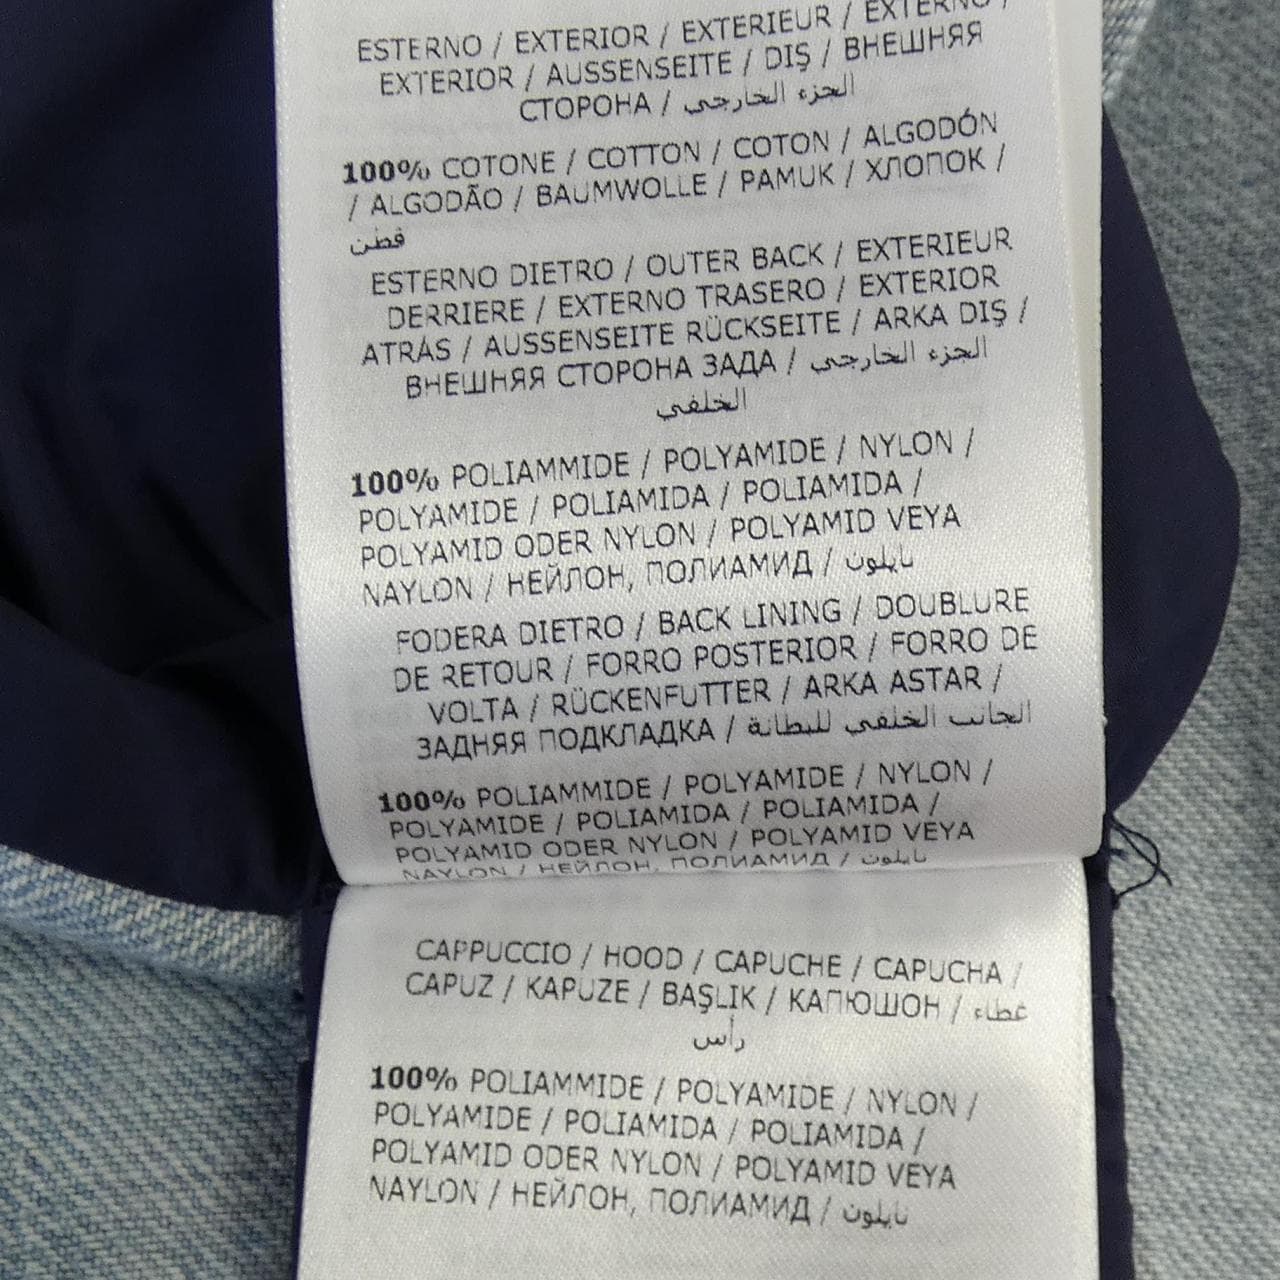 ESTERNO / EXTERIOR / EXTERIEUR / EXTERNO /
EXTERIOR / AUSSENSEITE / DIŞ / ВНЕШНЯЯ
СТОРОНА / الجزء الخارجي
100% COTONE / COTTON / COTON / ALGODÓN
/ ALGODÃO / BAUMWOLLE / PAMUK / ХЛОПОК /
قطن
ESTERNO DIETRO / OUTER BACK / EXTERIEUR
DERRIERE / EXTERNO TRASERO / EXTERIOR
ATRÁS / AUSSENSEITE RÜCKSEITE / ARKA DIŞ /
ВНЕШНЯЯ СТОРОНА ЗАДА / الجزء الخارجي
الخلفي
100% POLIAMMIDE / POLYAMIDE / NYLON /
POLYAMIDE / POLIAMIDA / POLIAMIDA /
POLYAMID ODER NYLON / POLYAMID VEYA
NAYLON / НЕЙЛОН, ПОЛИАМИД / نايلون
FODERA DIETRO / BACK LINING / DOUBLURE
DE RETOUR / FORRO POSTERIOR / FORRO DE
VOLTA / RÜCKENFUTTER / ARKA ASTAR /
ЗАДНЯЯ ПОДКЛАДКА / الجانب الخلفي للبطانة
100% POLIAMMIDE / POLYAMIDE / NYLON /
POLYAMIDE / POLIAMIDA / POLIAMIDA /
POLYAMID ODER NYLON / POLYAMID VEYA
NAYLON / НЕЙЛОН, ПОЛИАМИД / نايلون
CAPPUCCIO / HOOD / CAPUCHE / CAPUCHA /
CAPUZ / KAPUZE / BAŞLIK / КАПЮШОН / غطاء
رأس
100% POLIAMMIDE / POLYAMIDE / NYLON /
POLYAMIDE / POLIAMIDA / POLIAMIDA /
POLYAMID ODER NYLON / POLYAMID VEYA
NAYLON / НЕЙЛОН, ПОЛИАМИД / نايلون